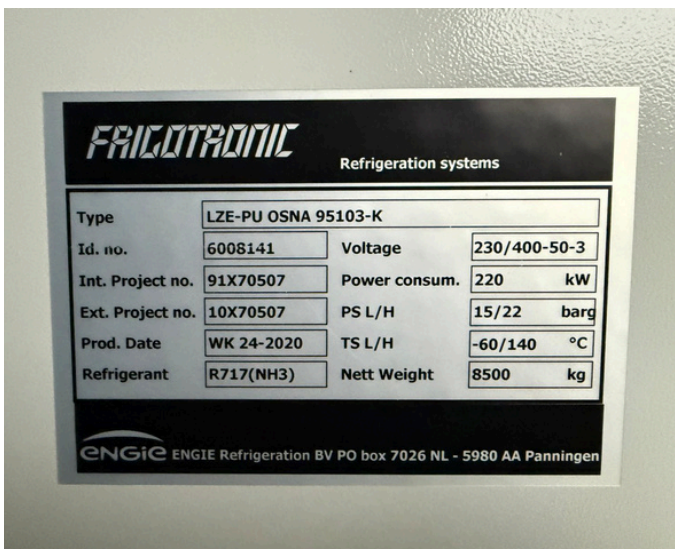 FRIGOTRONIC
Refrigeration systems
Type LZE-PU OSNA 95103-K
Id. no. 6008141 Voltage 230/400-50-3
Int. Project no. 91X70507 Power consum. 220 kW
Ext. Project no. 10X70507 PS L/H 15/22 barg
Prod. Date WK 24-2020 TS L/H -60/140 °C
Refrigerant R717(NH3) Nett Weight 8500 kg
ENGIE ENGIE Refrigeration BV PO box 7026 NL - 5980 AA Panningen